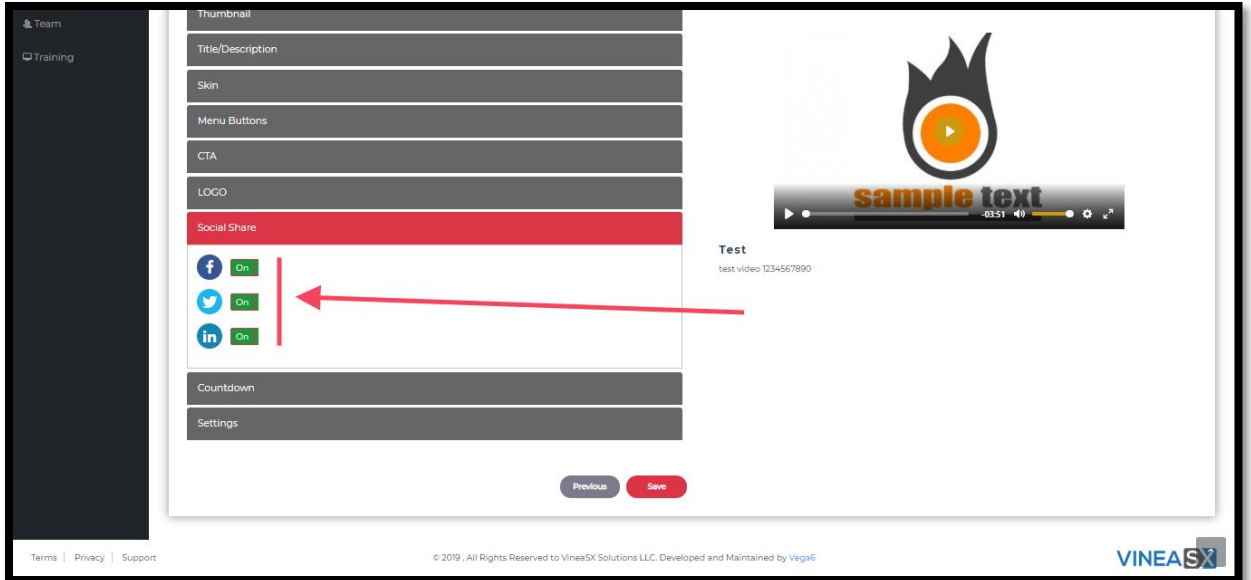 Team
Training
Thumbnail
Title/Description
Skin
Menu Buttons
CTA
LOGO
Social Share
On
On
in On
Countdown
Settings
Previous Save
sample text
-03:51
Test
test video 1234567890
Terms | Privacy | Support
© 2019 , All Rights Reserved to VineaSX Solutions LLC. Developed and Maintained by Vega6
VINEASX